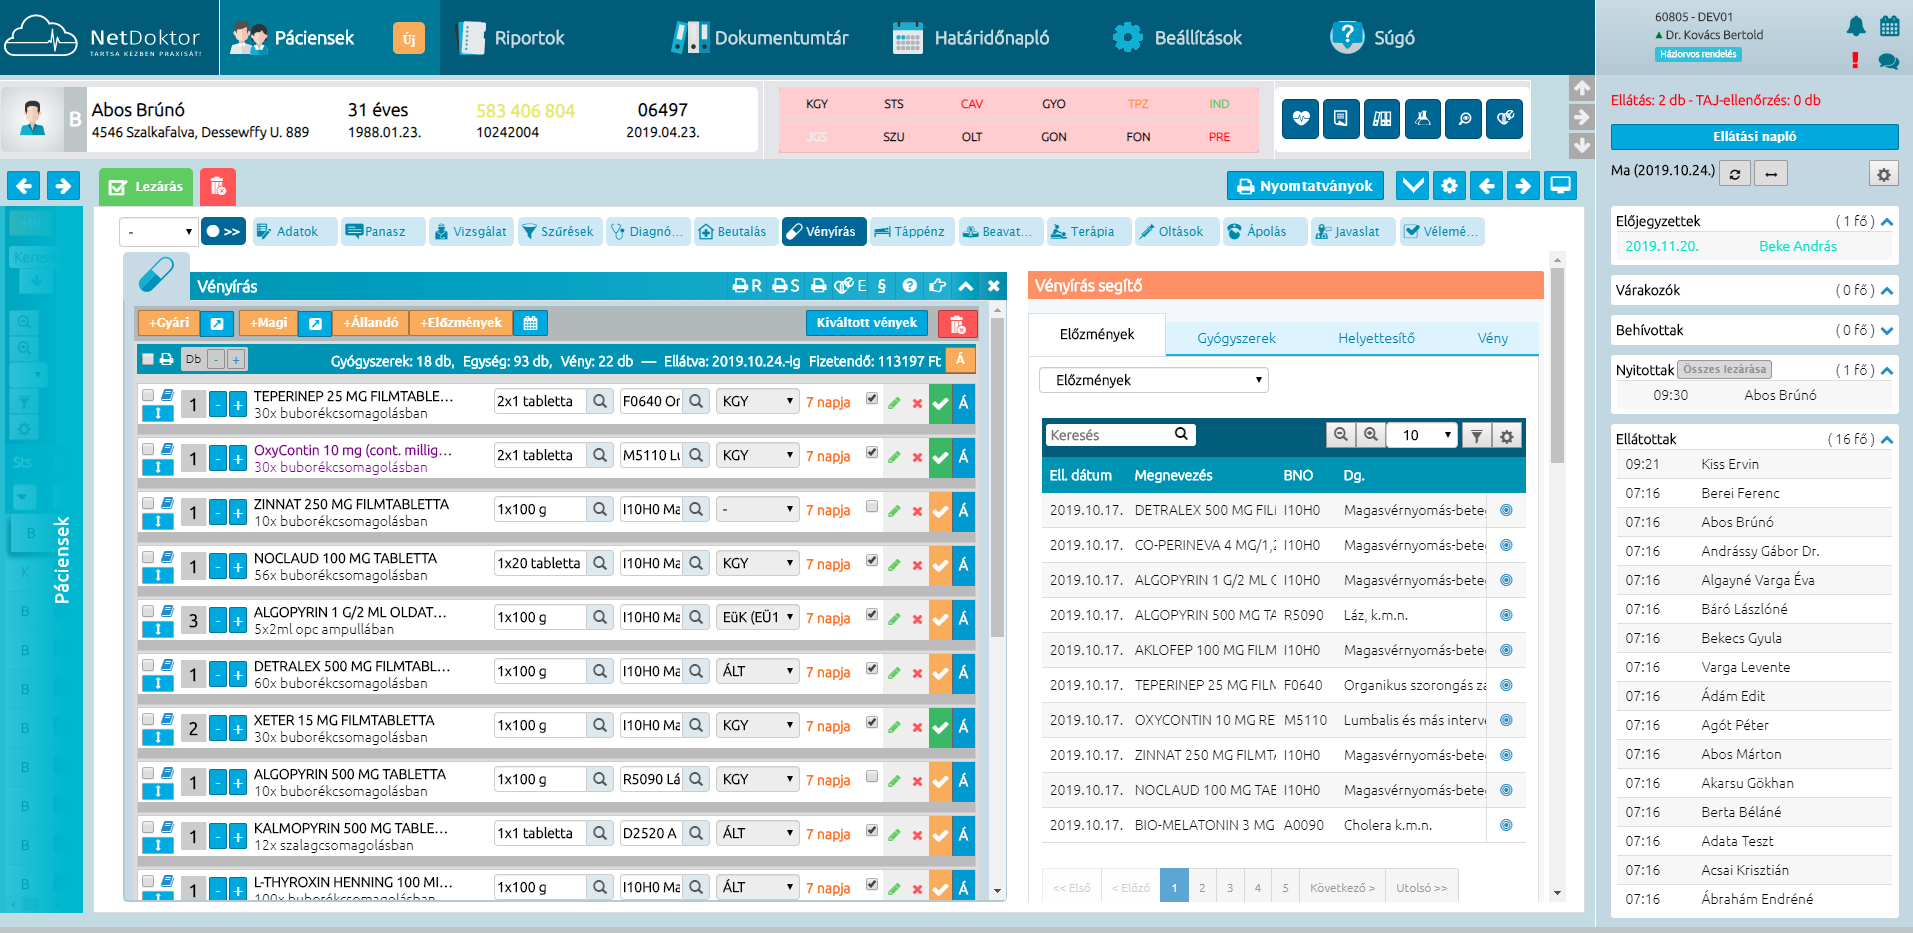 NetDoktor
TARTSA KÉZBEN PRAXISÁT!
Páciensek
Új
Riportok
Dokumentumtár
Határidőnapló
Beállítások
Súgó
60805 - DEV01
Dr. Kovács Bertold
Háziorvos rendelés
B
Abos Brúnó
31 éves
583 406 804
06497
4546 Szalkafalva, Dessewffy U. 889
1988.01.23.
10242004
2019.04.23.
KGY STS CAV GYO TPZ IND
JGS SZU OLT GON FON PRE
Ellátás: 2 db - TAJ-ellenőrzés: 0 db
Ellátási napló
Ma (2019.10.24.)
Lezárás
Nyomtatványok
- >> Adatok Panasz Vizsgálat Szűrések Diagnó... Beutalás Vényírás Táppénz Beavat... Terápia Oltások Ápolás Javaslat Vélemé...
Vényírás
R S E §
+Gyári +Magi +Állandó +Előzmények
Kiváltott vények
Db - + Gyógyszerek: 18 db, Egység: 93 db, Vény: 22 db — Ellátva: 2019.10.24-ig Fizetendő: 113197 Ft Á
1 - + TEPERINEP 25 MG FILMTABLE... 2x1 tabletta F0640 Or KGY 7 napja Á
30x buborékcsomagolásban
1 - + OxyContin 10 mg (cont. millig... 2x1 tabletta M5110 Lu KGY 7 napja Á
30x buborékcsomagolásban
1 - + ZINNAT 250 MG FILMTABLETTA 1x100 g I10H0 Ma - 7 napja Á
10x buborékcsomagolásban
1 - + NOCLAUD 100 MG TABLETTA 1x20 tabletta I10H0 Ma KGY 7 napja Á
56x buborékcsomagolásban
3 - + ALGOPYRIN 1 G/2 ML OLDAT... 1x100 g I10H0 Ma EüK (EÜ1 7 napja Á
5x2ml opc ampullában
1 - + DETRALEX 500 MG FILMTABL... 1x100 g I10H0 Ma ÁLT 7 napja Á
60x buborékcsomagolásban
2 - + XETER 15 MG FILMTABLETTA 1x100 g I10H0 Ma KGY 7 napja Á
30x buborékcsomagolásban
1 - + ALGOPYRIN 500 MG TABLETTA 1x100 g R5090 Lá KGY 7 napja Á
10x buborékcsomagolásban
1 - + KALMOPYRIN 500 MG TABLE... 1x1 tabletta D2520 A ÁLT 7 napja Á
12x szalagcsomagolásban
1 - + L-THYROXIN HENNING 100 MI... 1x100 g I10H0 Ma ÁLT 7 napja Á
100x buborékcsomagolásban
Vényírás segítő
Előzmények Gyógyszerek Helyettesítő Vény
Előzmények
Keresés
10
Ell. dátum Megnevezés BNO Dg.
2019.10.17. DETRALEX 500 MG FILI I10H0 Magasvérnyomás-beteg
2019.10.17. CO-PERINEVA 4 MG/1,2 I10H0 Magasvérnyomás-beteg
2019.10.17. ALGOPYRIN 1 G/2 ML O I10H0 Magasvérnyomás-beteg
2019.10.17. ALGOPYRIN 500 MG TA R5090 Láz, k.m.n.
2019.10.17. AKLOFEP 100 MG FILM I10H0 Magasvérnyomás-beteg
2019.10.17. TEPERINEP 25 MG FILM F0640 Organikus szorongás za
2019.10.17. OXYCONTIN 10 MG RE M5110 Lumbalis és más interve
2019.10.17. ZINNAT 250 MG FILMTA I10H0 Magasvérnyomás-beteg
2019.10.17. NOCLAUD 100 MG TAB I10H0 Magasvérnyomás-beteg
2019.10.17. BIO-MELATONIN 3 MG A0090 Cholera k.m.n.
<< Első < Előző 1 2 3 4 5 Következő > Utolsó >>
Páciensek
Sts
B
K
B
B
B
B
B
B
B
B
Előjegyzettek ( 1 fő )
2019.11.20. Beke András
Várakozók ( 0 fő )
Behívottak ( 0 fő )
Nyitottak Összes lezárása ( 1 fő )
09:30 Abos Brúnó
Ellátottak ( 16 fő )
09:21 Kiss Ervin
07:16 Berei Ferenc
07:16 Abos Brúnó
07:16 Andrássy Gábor Dr.
07:16 Algayné Varga Éva
07:16 Báró Lászlóné
07:16 Bekecs Gyula
07:16 Varga Levente
07:16 Ádám Edit
07:16 Agót Péter
07:16 Abos Márton
07:16 Akarsu Gökhan
07:16 Berta Béláné
07:16 Adata Teszt
07:16 Acsai Krisztián
07:16 Ábrahám Endréné